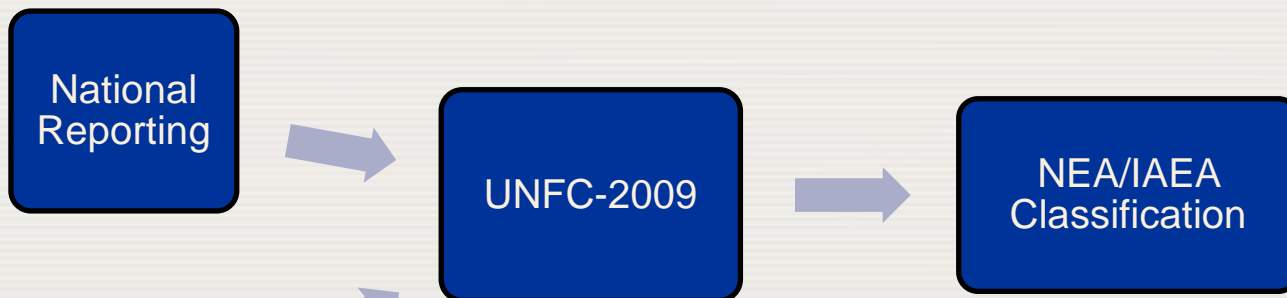 National
Reporting
UNFC-2009
NEA/IAEA
Classification